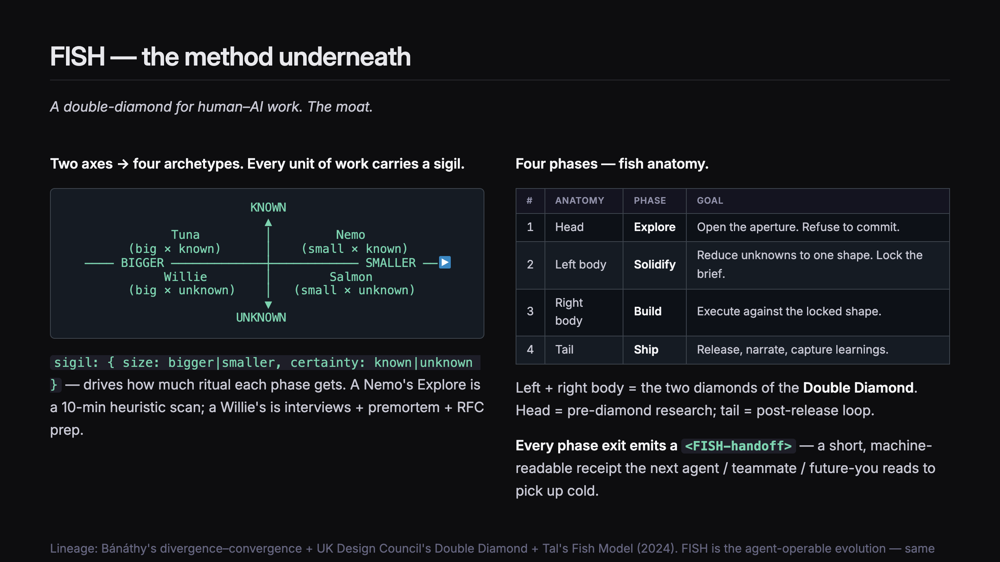 FISH — the method underneath
A double-diamond for human–AI work. The moat.
Two axes → four archetypes. Every unit of work carries a sigil.
KNOWN
▲
Tuna Nemo
(big × known) (small × known)
BIGGER SMALLER ▶
Willie Salmon
(big × unknown) (small × unknown)
▼
UNKNOWN
sigil: { size: bigger|smaller, certainty: known|unknown
} — drives how much ritual each phase gets. A Nemo's Explore is
a 10-min heuristic scan; a Willie's is interviews + premortem + RFC
prep.
Four phases — fish anatomy.
# ANATOMY PHASE GOAL
1 Head Explore Open the aperture. Refuse to commit.
2 Left body Solidify Reduce unknowns to one shape. Lock the
brief.
3 Right
body Build Execute against the locked shape.
4 Tail Ship Release, narrate, capture learnings.
Left + right body = the two diamonds of the Double Diamond.
Head = pre-diamond research; tail = post-release loop.
Every phase exit emits a <FISH-handoff> — a short, machine-
readable receipt the next agent / teammate / future-you reads to
pick up cold.
Lineage: Bánáthy's divergence–convergence + UK Design Council's Double Diamond + Tal's Fish Model (2024). FISH is the agent-operable evolution — same